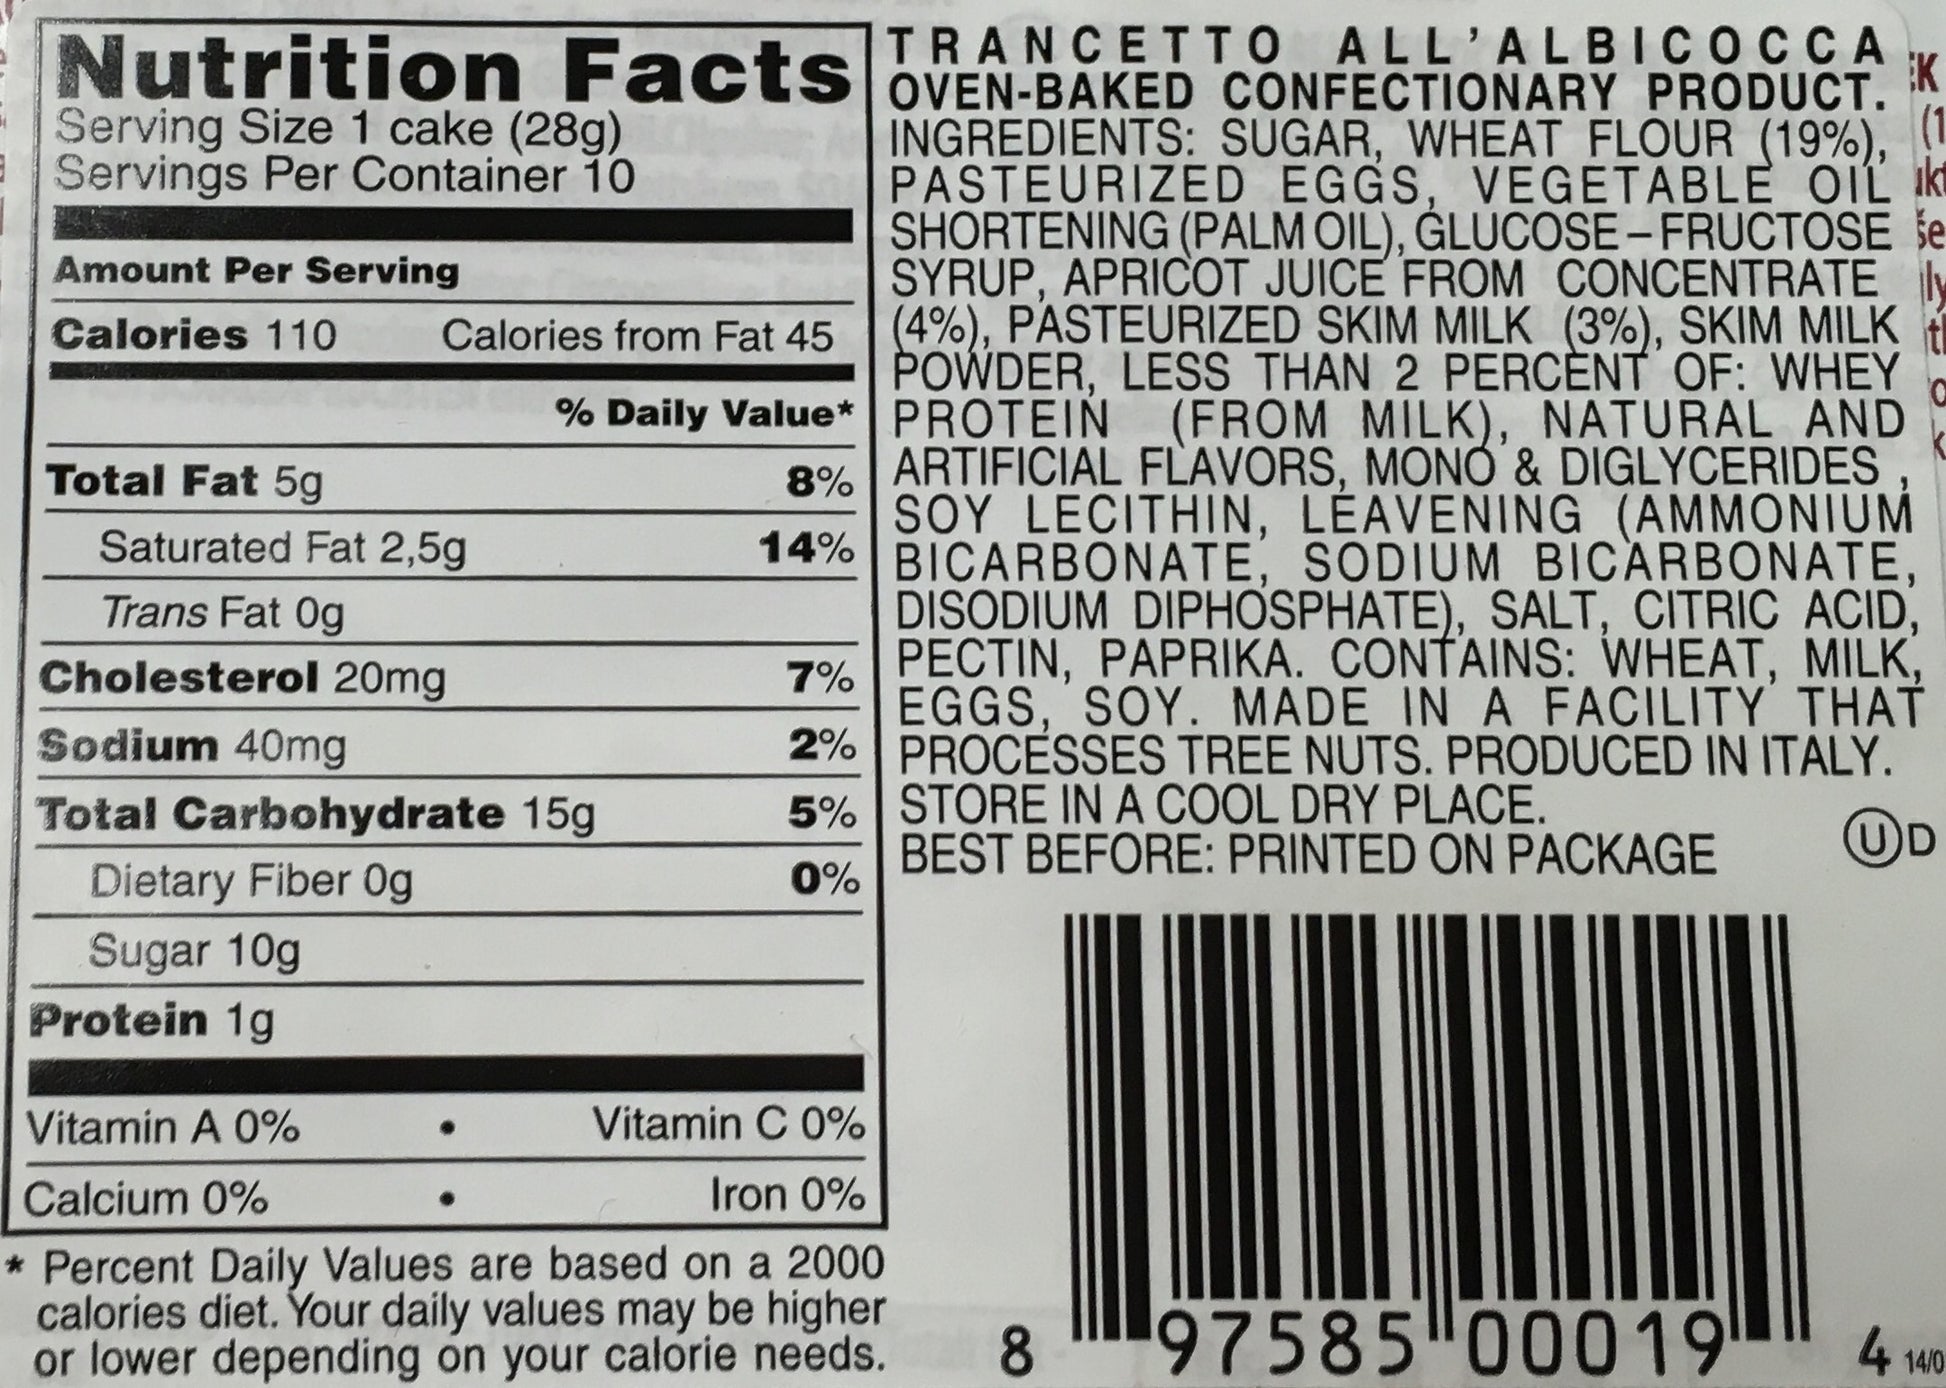 Nutrition Facts
Serving Size 1 cake (28g)
Servings Per Container 10
Amount Per Serving
Calories 110 Calories from Fat 45
% Daily Value*
Total Fat 5g 8%
Saturated Fat 2,5g 14%
Trans Fat 0g
Cholesterol 20mg 7%
Sodium 40mg 2%
Total Carbohydrate 15g 5%
Dietary Fiber 0g 0%
Sugar 10g
Protein 1g
Vitamin A 0% • Vitamin C 0%
Calcium 0% • Iron 0%
* Percent Daily Values are based on a 2000
calories diet. Your daily values may be higher
or lower depending on your calorie needs.
TRANCETTO ALL'ALBICOCCA
OVEN-BAKED CONFECTIONARY PRODUCT.
INGREDIENTS: SUGAR, WHEAT FLOUR (19%),
PASTEURIZED EGGS, VEGETABLE OIL
SHORTENING (PALM OIL), GLUCOSE – FRUCTOSE
SYRUP, APRICOT JUICE FROM CONCENTRATE
(4%), PASTEURIZED SKIM MILK (3%), SKIM MILK
POWDER, LESS THAN 2 PERCENT OF: WHEY
PROTEIN (FROM MILK), NATURAL AND
ARTIFICIAL FLAVORS, MONO & DIGLYCERIDES ,
SOY LECITHIN, LEAVENING (AMMONIUM
BICARBONATE, SODIUM BICARBONATE,
DISODIUM DIPHOSPHATE), SALT, CITRIC ACID,
PECTIN, PAPRIKA. CONTAINS: WHEAT, MILK,
EGGS, SOY. MADE IN A FACILITY THAT
PROCESSES TREE NUTS. PRODUCED IN ITALY.
STORE IN A COOL DRY PLACE.
BEST BEFORE: PRINTED ON PACKAGE
U D
8 97585 00019 4
14/0